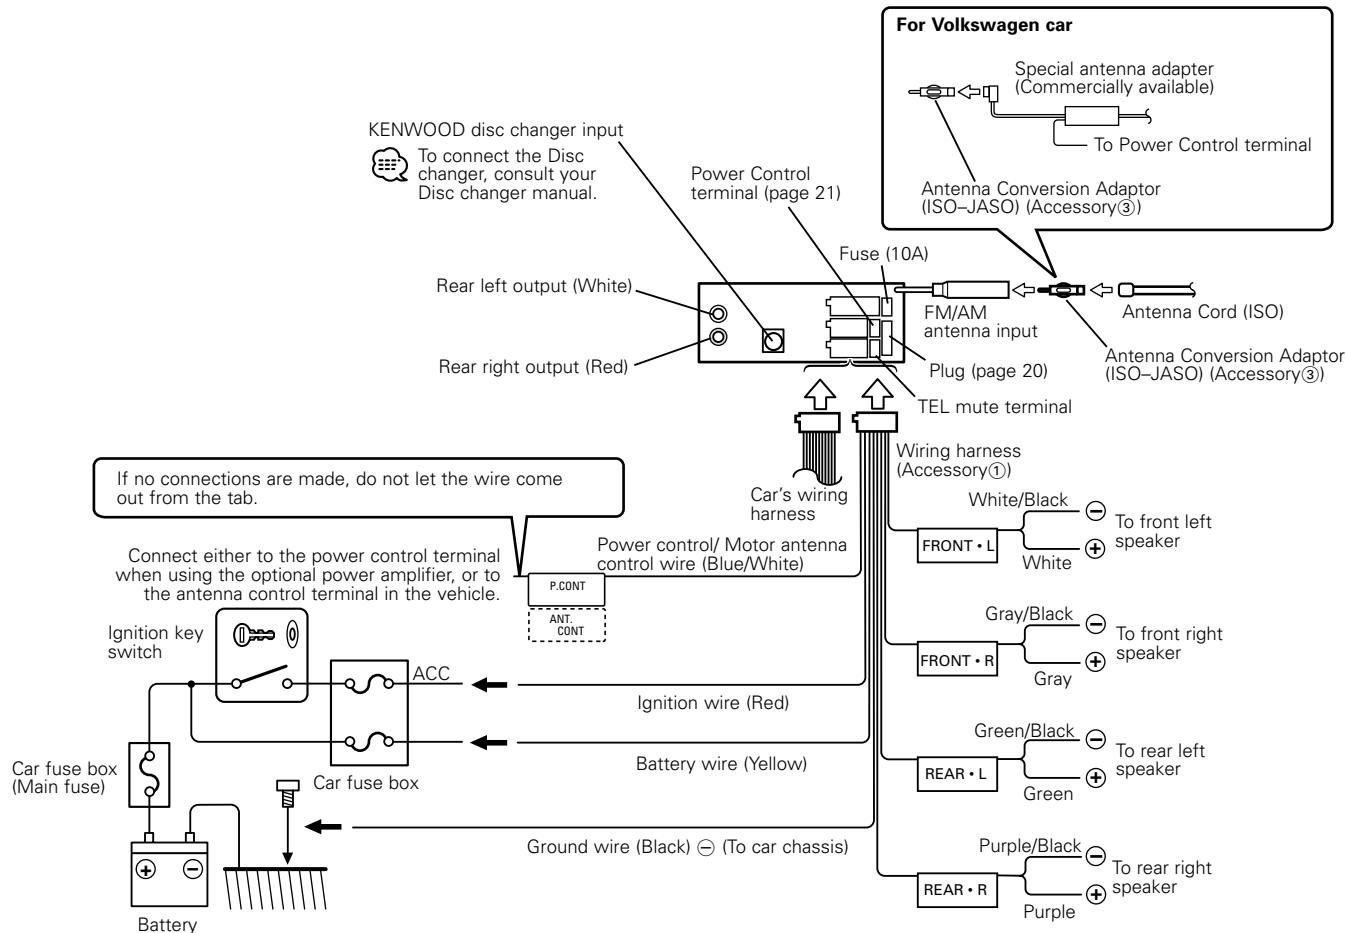 For Volkswagen car
Special antenna adapter
(Commercially available)
To Power Control terminal
Antenna Conversion Adaptor
(ISO–JASO) (Accessory③)
KENWOOD disc changer input
To connect the Disc
changer, consult your
Disc changer manual.
Power Control
terminal (page 21)
Fuse (10A)
Rear left output (White)
Rear right output (Red)
FM/AM
antenna input
Antenna Cord (ISO)
Antenna Conversion Adaptor
(ISO–JASO) (Accessory③)
Plug (page 20)
TEL mute terminal
Wiring harness
(Accessory①)
Car's wiring
harness
If no connections are made, do not let the wire come
out from the tab.
Connect either to the power control terminal
when using the optional power amplifier, or to
the antenna control terminal in the vehicle.
Power control/ Motor antenna
control wire (Blue/White)
P.CONT
ANT.
CONT
Ignition key
switch
ACC
Ignition wire (Red)
Battery wire (Yellow)
Car fuse box
Car fuse box
(Main fuse)
Ground wire (Black) ⊖ (To car chassis)
⊕ ⊖
Battery
White/Black
⊖
FRONT • L
⊕
White
To front left
speaker
Gray/Black
⊖
FRONT • R
⊕
Gray
To front right
speaker
Green/Black
⊖
REAR • L
⊕
Green
To rear left
speaker
Purple/Black
⊖
REAR • R
⊕
Purple
To rear right
speaker